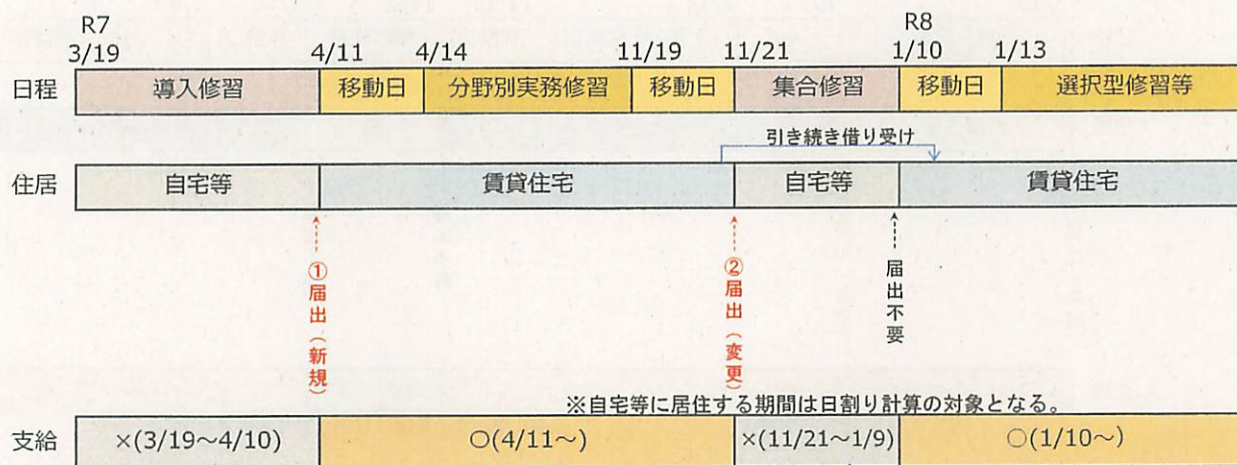 R7
R8
3/19
4/11
4/14
11/19
11/21
1/10
1/13
日程
導入修習
移動日
分野別実務修習
移動日
集合修習
移動日
選択型修習等
引き続き借り受け
住居
自宅等
賃貸住宅
自宅等
賃貸住宅
①届出（新規）
②届出（変更）
届出不要
※自宅等に居住する期間は日割り計算の対象となる。
支給
×(3/19～4/10)
○(4/11～)
×(11/21～1/9)
○(1/10～)